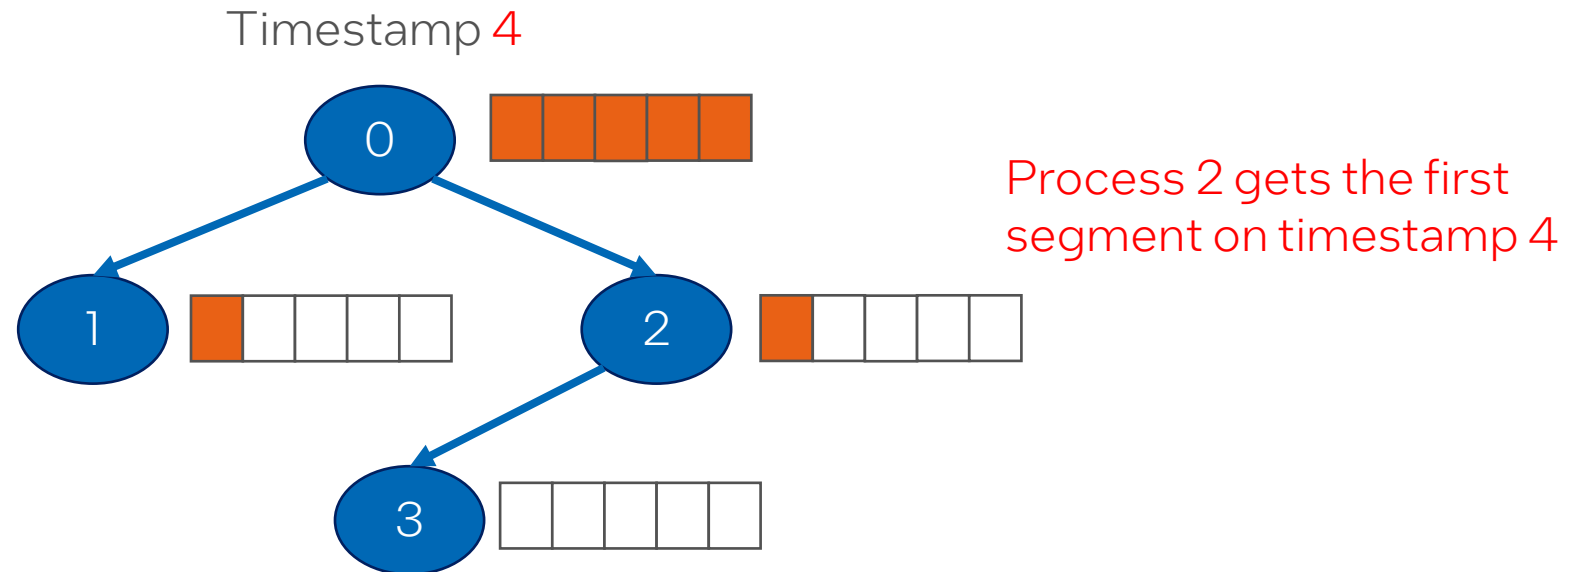 Timestamp 4
0
Process 2 gets the first
segment on timestamp 4
1
2
3